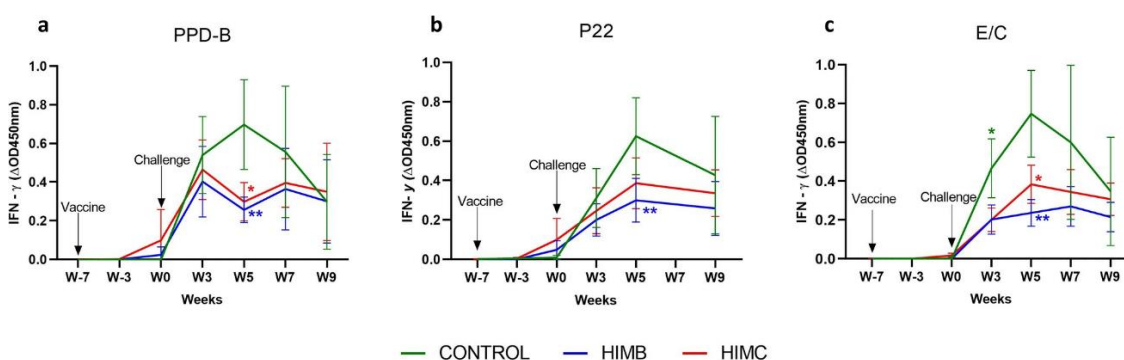 a
PPD-B
IFN - γ (ΔOD450nm)
1.0
0.8
0.6
0.4
0.2
0.0
Vaccine
Challenge
*
**
W-7 W-3 W0 W3 W5 W7 W9
Weeks
b
P22
IFN- y (ΔOD450nm)
1.0
0.8
0.6
0.4
0.2
0.0
Vaccine
Challenge
**
W-7 W-3 W0 W3 W5 W7 W9
Weeks
c
E/C
IFN - γ (ΔOD450nm)
1.0
0.8
0.6
0.4
0.2
0.0
Vaccine
Challenge
*
*
**
W-7 W-3 W0 W3 W5 W7 W9
Weeks
CONTROL HIMB HIMC